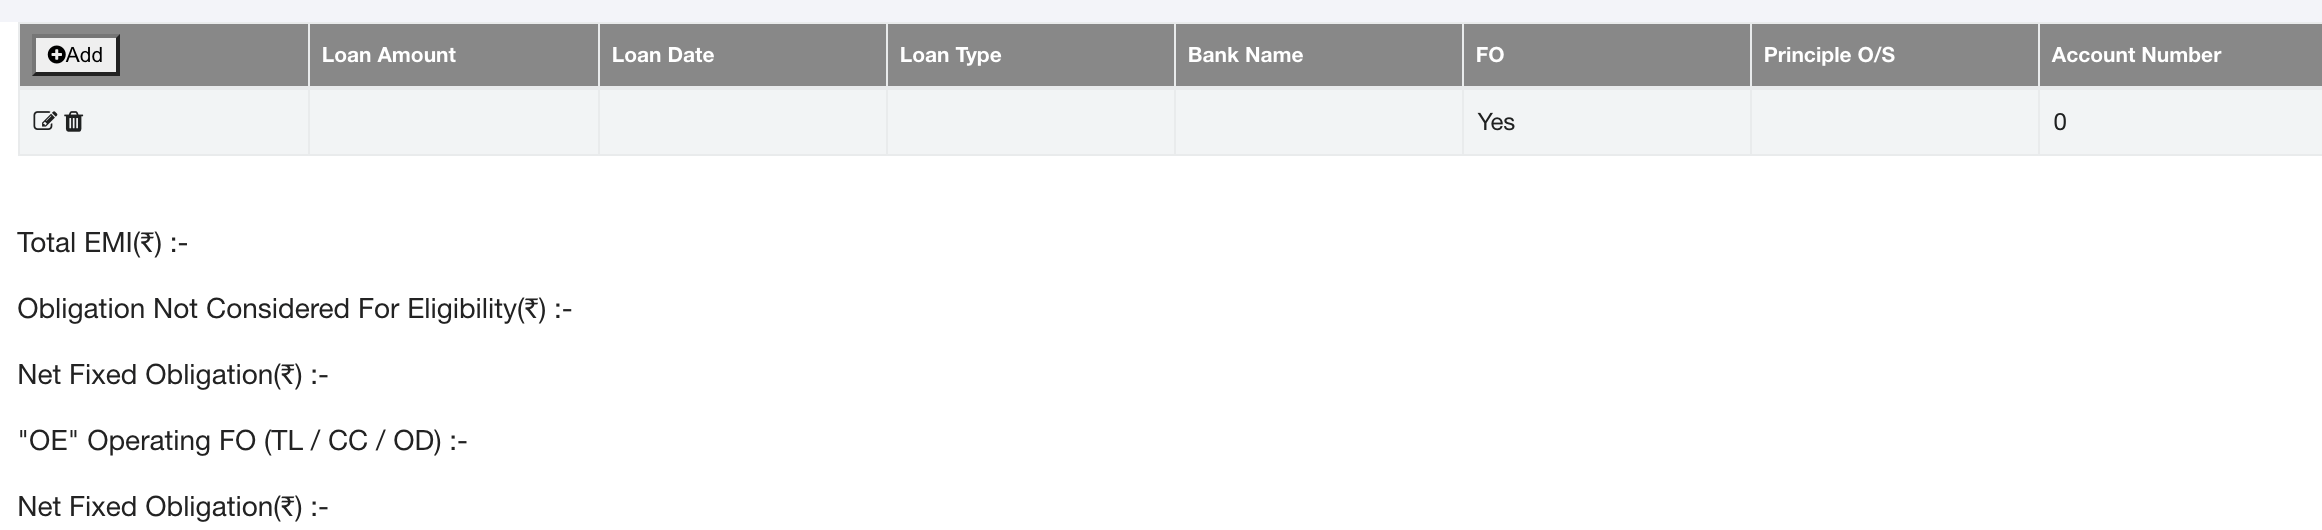 Add Loan Amount Loan Date Loan Type Bank Name FO Principle O/S Account Number
Yes 0
Total EMI(₹) :-
Obligation Not Considered For Eligibility(₹) :-
Net Fixed Obligation(₹) :-
"OE" Operating FO (TL / CC / OD) :-
Net Fixed Obligation(₹) :-